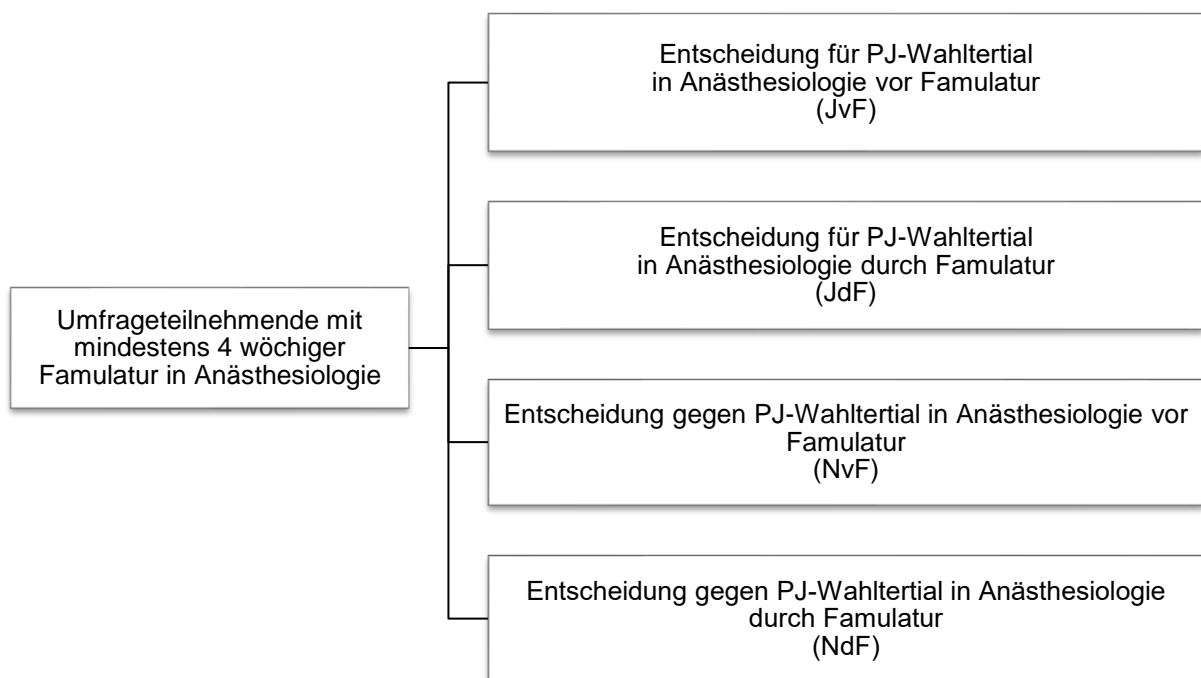 Entscheidung für PJ-Wahltertial
in Anästhesiologie vor Famulatur
(JvF)
Entscheidung für PJ-Wahltertial
in Anästhesiologie durch Famulatur
(JdF)
Umfrageteilnehmende mit
mindestens 4 wöchiger
Famulatur in Anästhesiologie
Entscheidung gegen PJ-Wahltertial in Anästhesiologie vor
Famulatur
(NvF)
Entscheidung gegen PJ-Wahltertial in Anästhesiologie
durch Famulatur
(NdF)